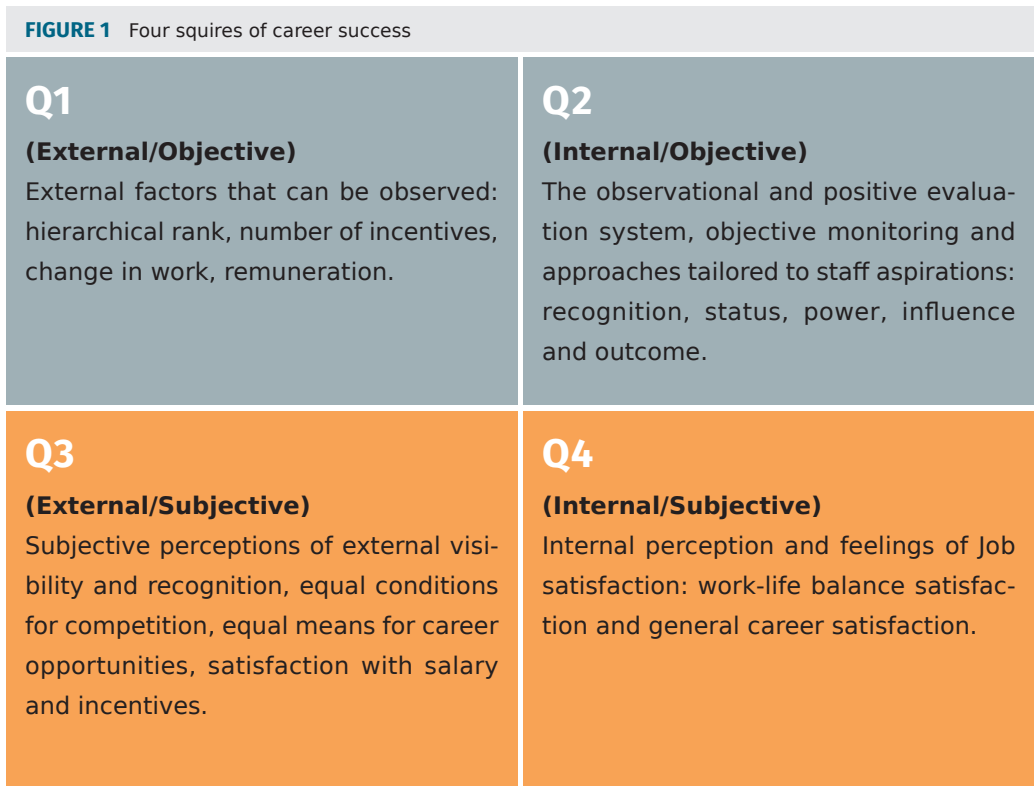 FIGURE 1 Four squires of career success
Q1
(External/Objective)
External factors that can be observed:
hierarchical rank, number of incentives,
change in work, remuneration.
Q2
(Internal/Objective)
The observational and positive evalua-
tion system, objective monitoring and
approaches tailored to staff aspirations:
recognition, status, power, influence
and outcome.
Q3
(External/Subjective)
Subjective perceptions of external visi-
bility and recognition, equal conditions
for competition, equal means for career
opportunities, satisfaction with salary
and incentives.
Q4
(Internal/Subjective)
Internal perception and feelings of Job
satisfaction: work-life balance satisfac-
tion and general career satisfaction.